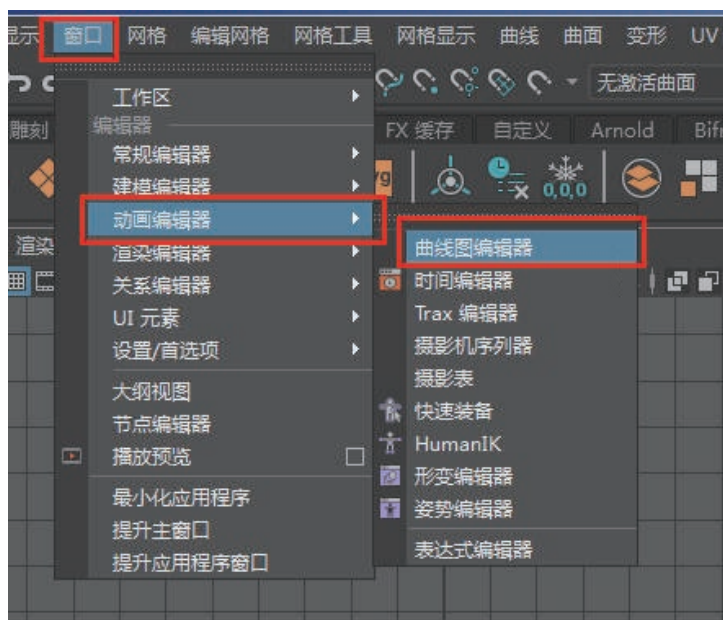 显示 窗口 网格 编辑网格 网格工具 网格显示 曲线 曲面 变形 UV
无激活曲面
雕刻 FX 缓存 自定义 Arnold Bifr
0,0,0
渲染
工作区
编辑器
常规编辑器
建模编辑器
动画编辑器
渲染编辑器
关系编辑器
UI 元素
设置/首选项
大纲视图
节点编辑器
播放预览
最小化应用程序
提升主窗口
提升应用程序窗口
曲线图编辑器
时间编辑器
Trax 编辑器
摄影机序列器
摄影表
快速装备
HumanIK
形变编辑器
姿势编辑器
表达式编辑器